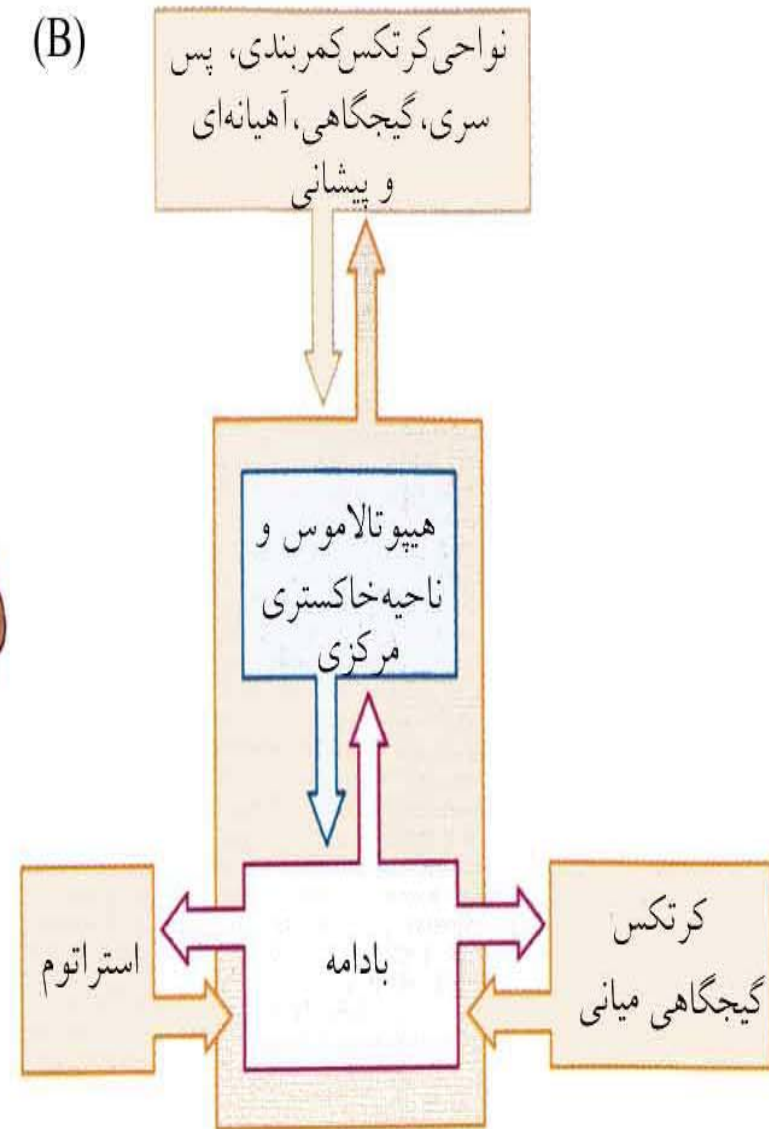 (B)
نواحی کرتکس کمربندی، پس
سری، گیجگاهی، آهیانه‌ای
و پیشانی
هیپوتالاموس و
ناحیه خاکستری
مرکزی
استراتوم
بادامه
کرتکس
گیجگاهی میانی